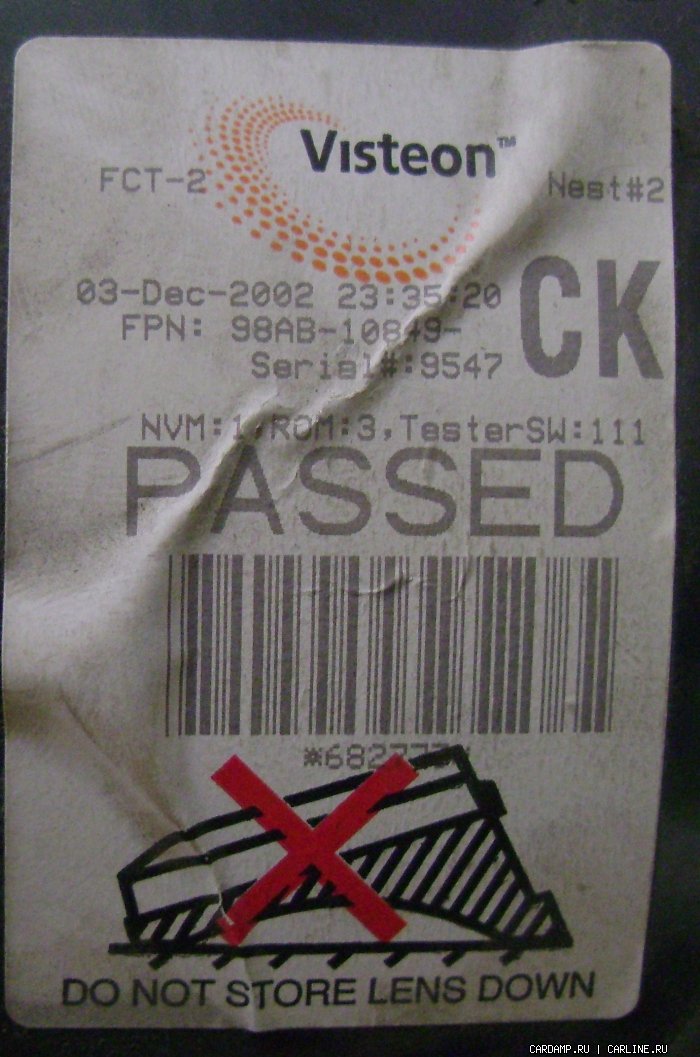 Visteon™
FCT-2 Nest#2
03-Dec-2002 23:35:20
CK
FPN: 98AB-10849-
Serial#:9547
NVM:1,ROM:3,TesterSW:111
PASSED
DO NOT STORE LENS DOWN
CARDAMP.RU | CARLINE.RU